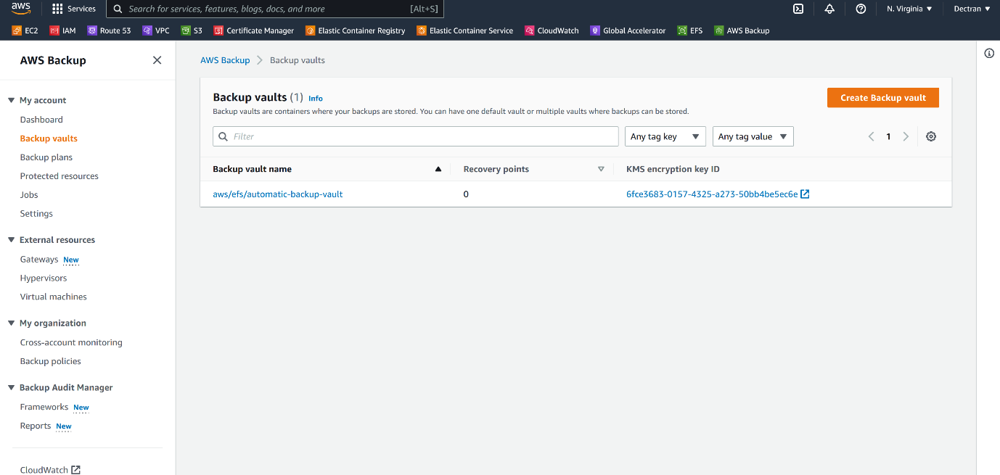 aws Services Search for services, features, blogs, docs, and more [Alt+S] N. Virginia Dectran
EC2 IAM Route 53 VPC S3 Certificate Manager Elastic Container Registry Elastic Container Service CloudWatch Global Accelerator EFS AWS Backup
AWS Backup
My account
Dashboard
Backup vaults
Backup plans
Protected resources
Jobs
Settings
External resources
Gateways New
Hypervisors
Virtual machines
My organization
Cross-account monitoring
Backup policies
Backup Audit Manager
Frameworks New
Reports New
CloudWatch
AWS Backup > Backup vaults
Backup vaults (1) Info
Create Backup vault
Backup vaults are containers where your backups are stored. You can have one default vault or multiple vaults where backups can be stored.
Filter Any tag key Any tag value 1
Backup vault name Recovery points KMS encryption key ID
aws/efs/automatic-backup-vault 0 6fce3683-0157-4325-a273-50bb4be5ec6e